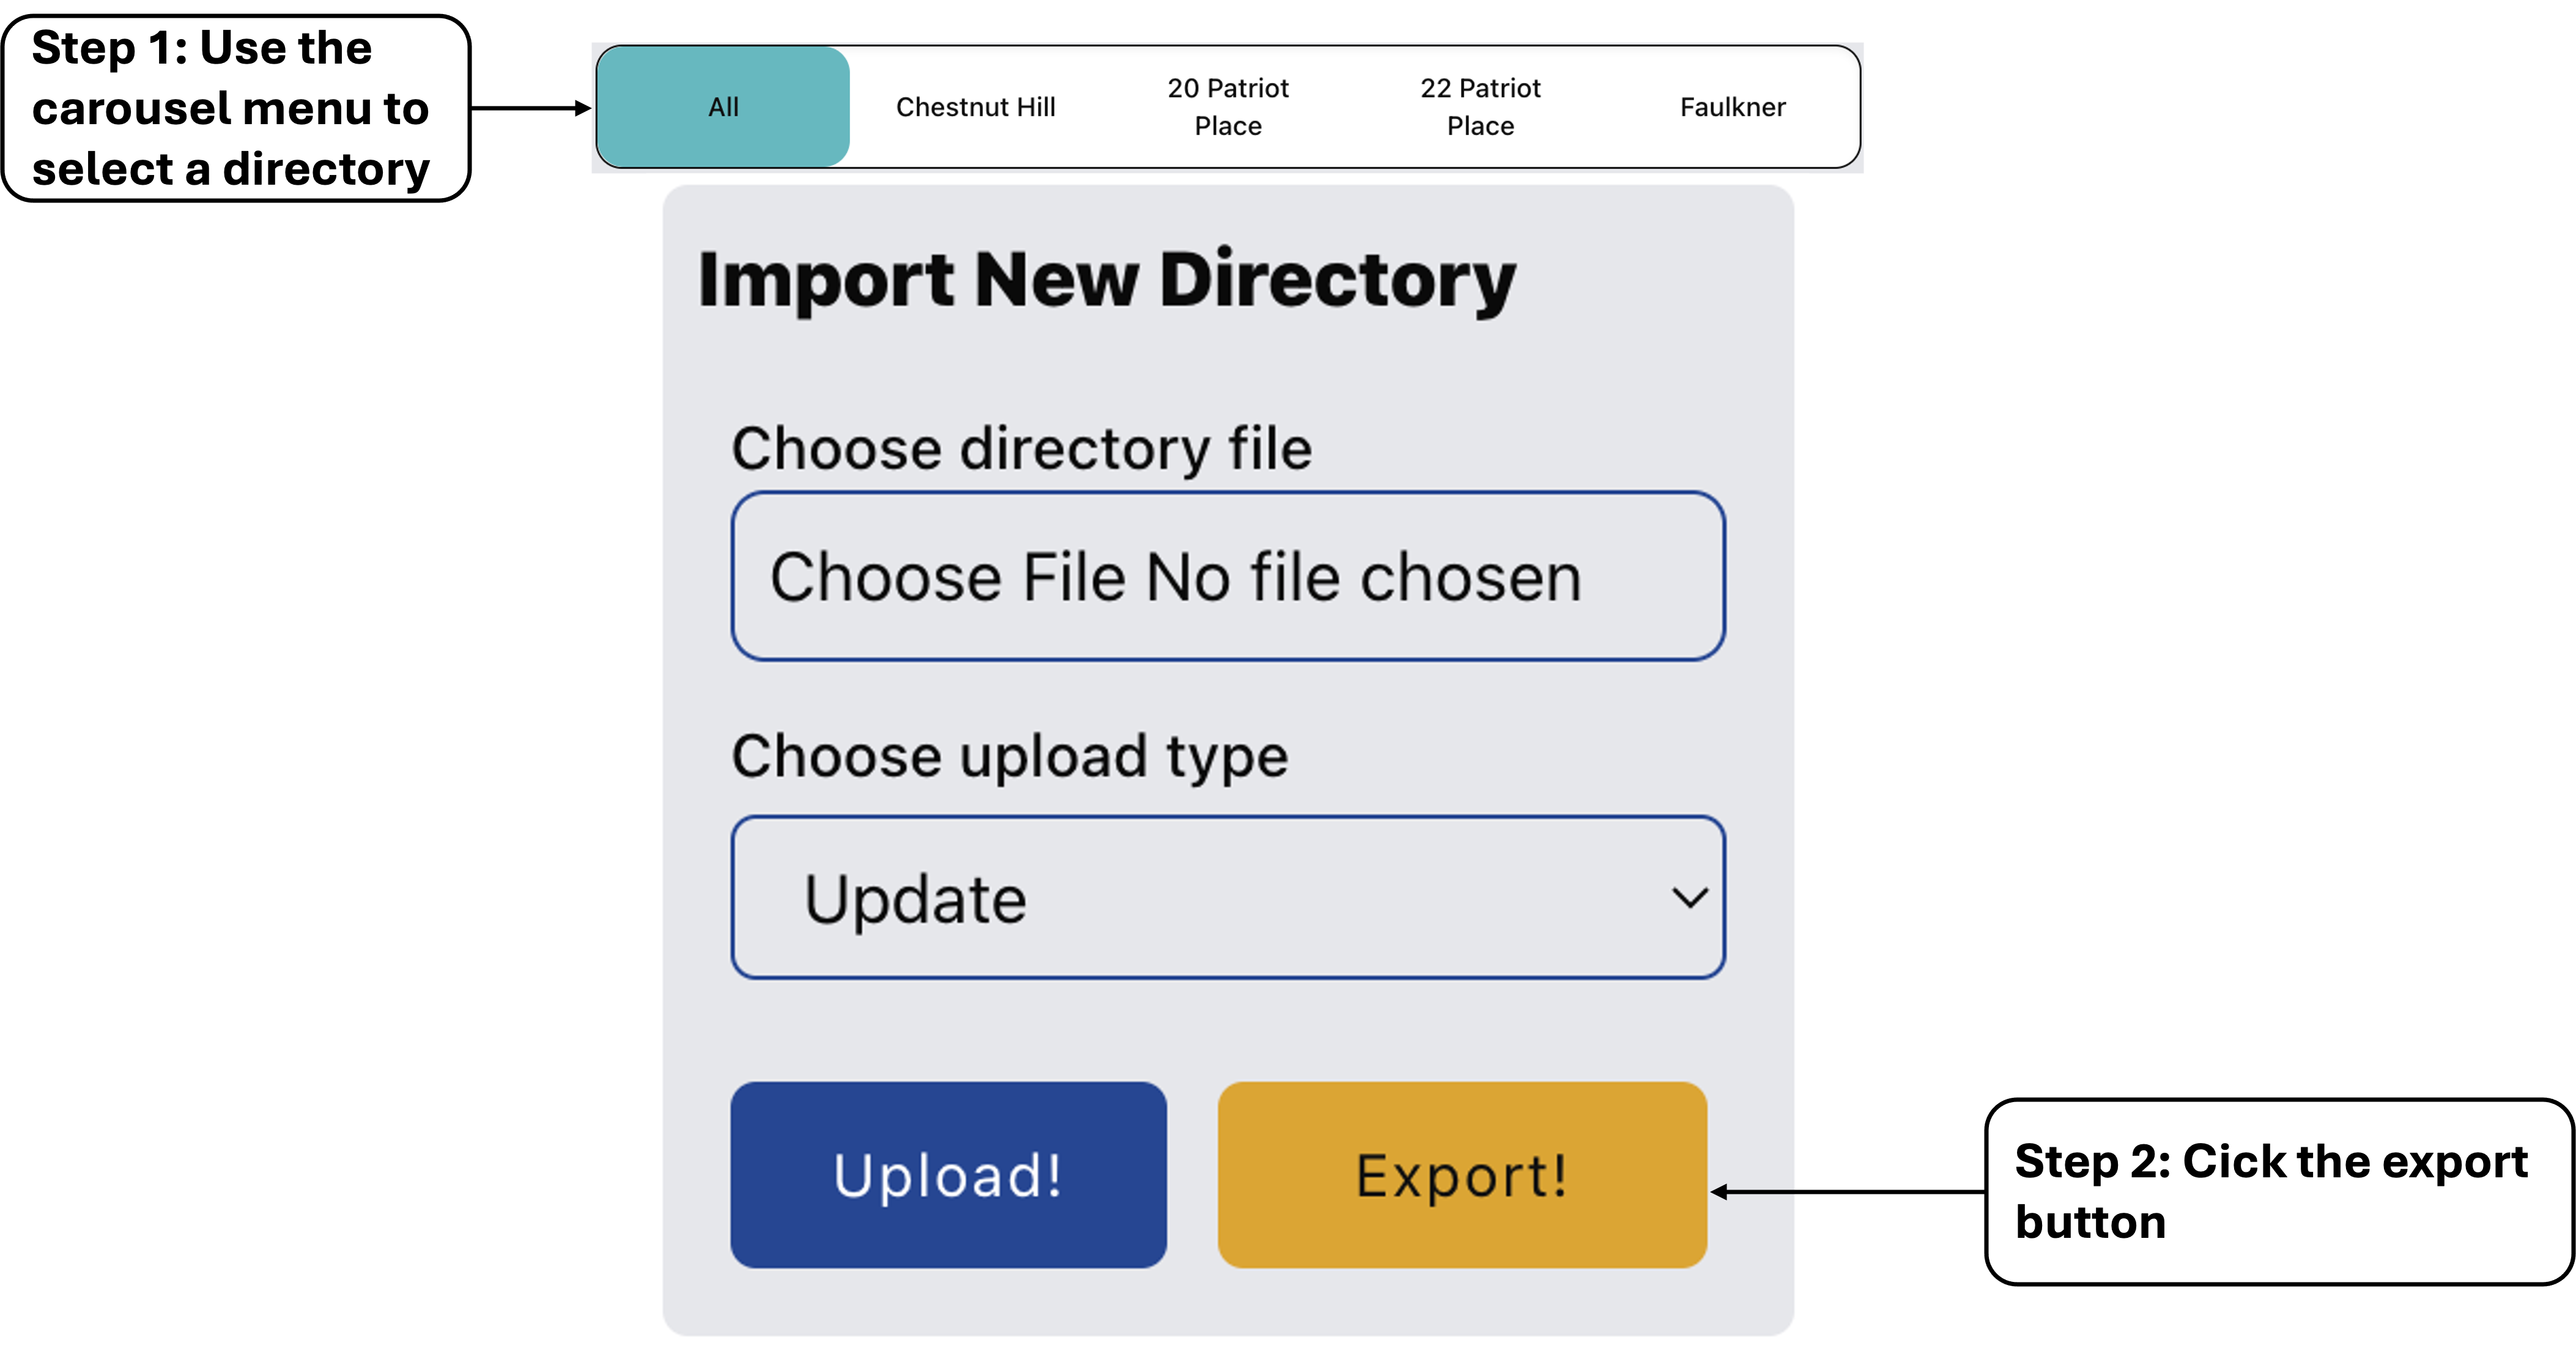 Step 1: Use the
carousel menu to
select a directory
All
Chestnut Hill
20 Patriot
Place
22 Patriot
Place
Faulkner
Import New Directory
Choose directory file
Choose File No file chosen
Choose upload type
Update
Upload!
Export!
Step 2: Cick the export
button